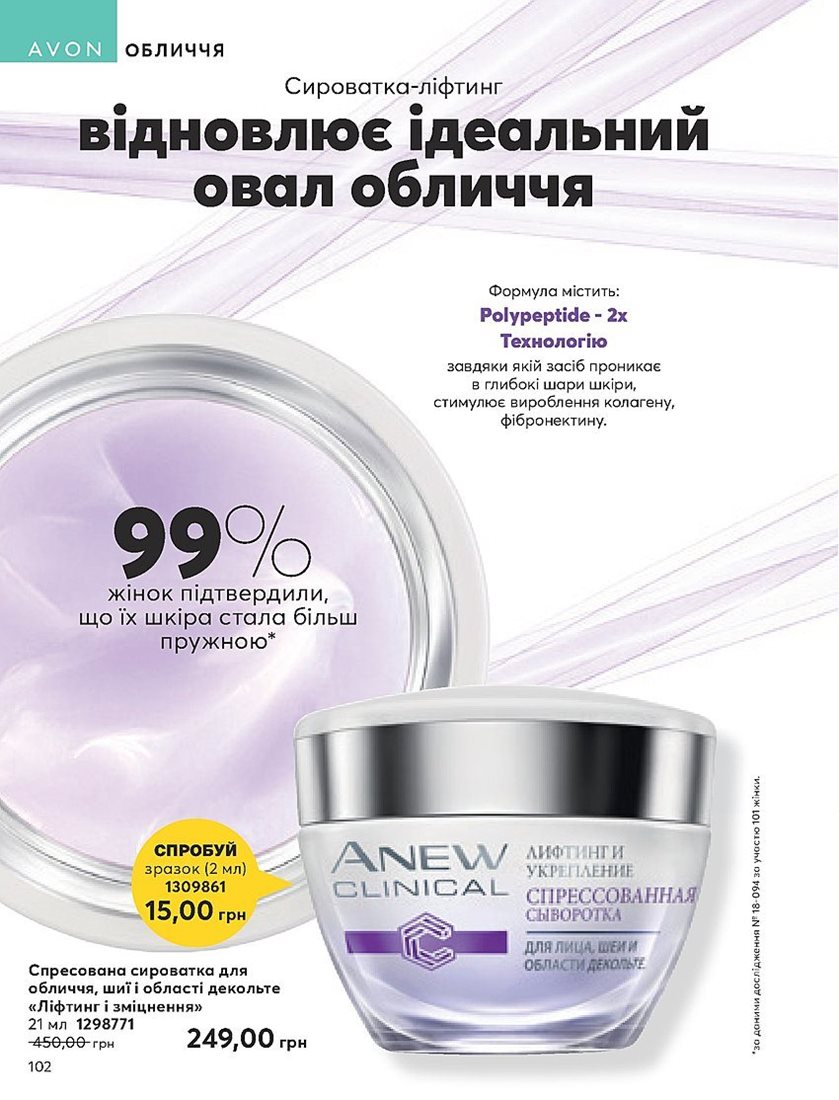 AVON ОБЛИЧЧЯ
Сироватка-ліфтинг
відновлює ідеальний
овал обличчя
Формула містить:
Polypeptide - 2x
Технологію
завдяки якій засіб проникає
в глибокі шари шкіри,
стимулює вироблення колагену,
фібронектину.
99%
жінок підтвердили,
що їх шкіра стала більш
пружною*
СПРОБУЙ
зразок (2 мл)
1309861
15,00 грн
ANEW
CLINICAL
ЛИФТИНГ И
УКРЕПЛЕНИЕ
СПРЕССОВАННАЯ
СЫВОРОТКА
ДЛЯ ЛИЦА, ШЕИ И
ОБЛАСТИ ДЕКОЛЬТЕ
Спресована сироватка для
обличчя, шиї і області декольте
«Ліфтинг і зміцнення»
21 мл 1298771
450,00 грн
249,00 грн
102
*за даними дослідження № 18-094 за участю 101 жінки.